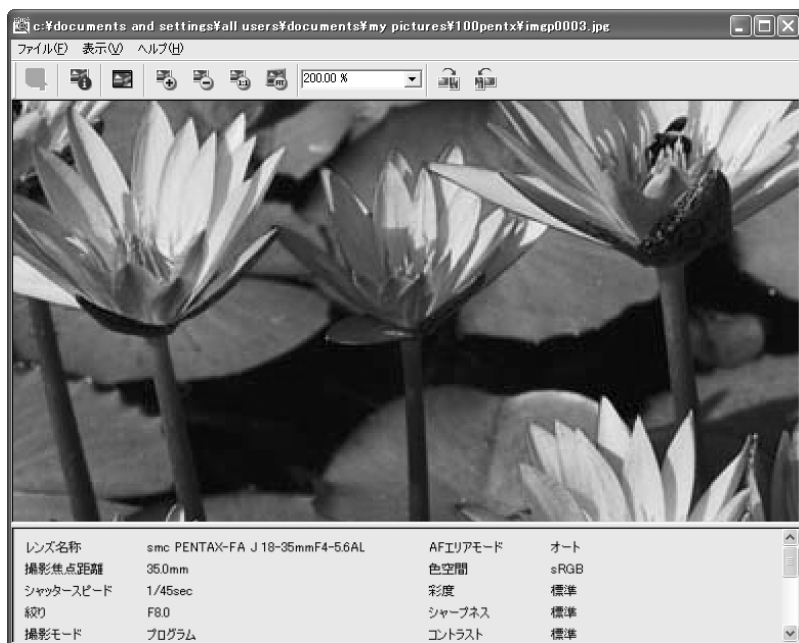 c:¥documents and settings¥all users¥documents¥my pictures¥100pentx¥imgp0003.jpg
ファイル(F) 表示(V) ヘルプ(H)
1:1 FIT 200.00 %
レンズ名称 smc PENTAX-FA J 18-35mmF4-5.6AL AFエリアモード オート
撮影焦点距離 35.0mm 色空間 sRGB
シャッタースピード 1/45sec 彩度 標準
絞り F8.0 シャープネス 標準
撮影モード プログラム コントラスト 標準